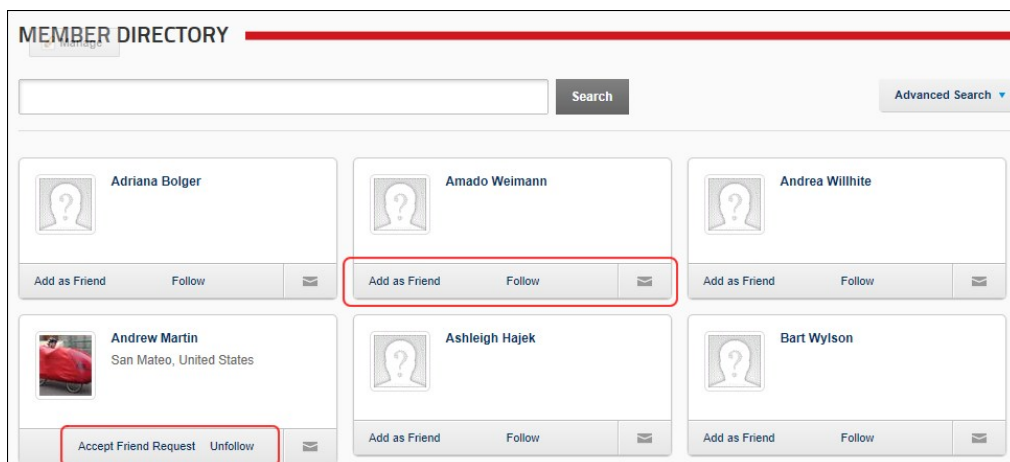 MEMBER DIRECTORY
Manage
Search
Advanced Search
Adriana Bolger
Amado Weimann
Andrea Willhite
Add as Friend Follow
Add as Friend Follow
Add as Friend Follow
Andrew Martin
San Mateo, United States
Ashleigh Hajek
Bart Wylson
Accept Friend Request Unfollow
Add as Friend Follow
Add as Friend Follow